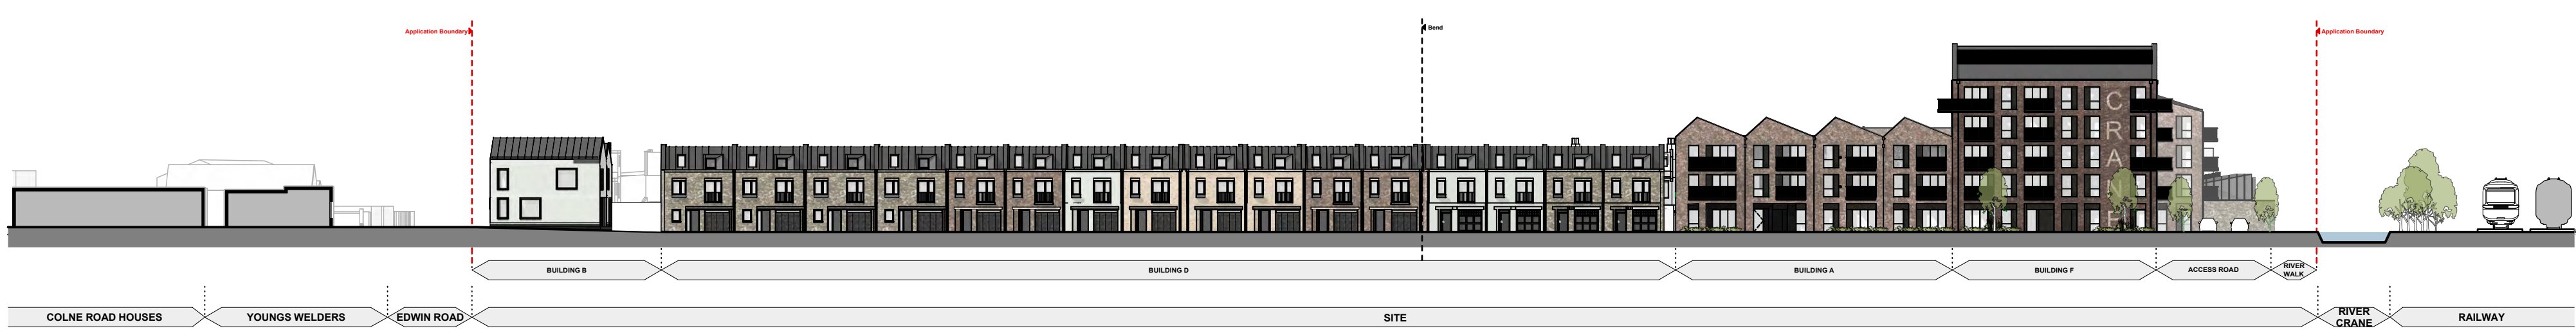 Application Boundary
Bend
Application Boundary
CRANE
BUILDING B
BUILDING D
BUILDING A
BUILDING F
ACCESS ROAD
RIVER
WALK
COLNE ROAD HOUSES
YOUNGS WELDERS
EDWIN ROAD
SITE
RIVER
CRANE
RAILWAY